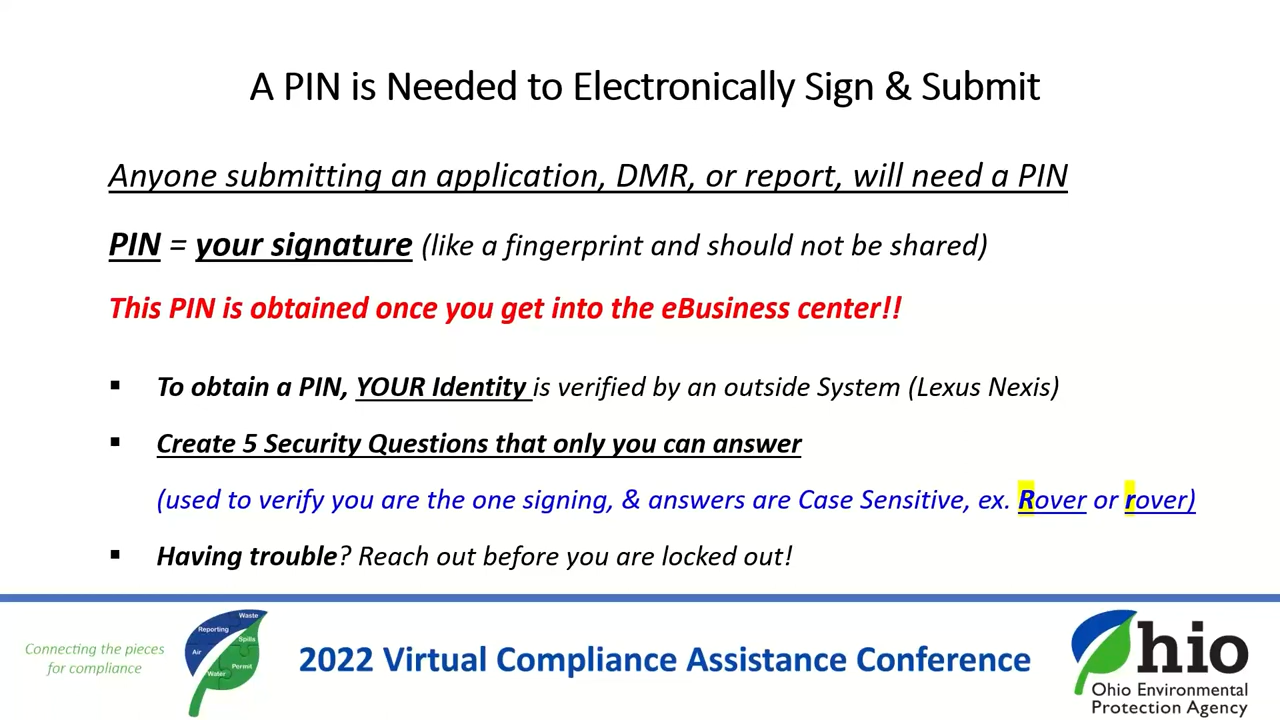 A PIN is Needed to Electronically Sign & Submit
Anyone submitting an application, DMR, or report, will need a PIN
PIN = your signature (like a fingerprint and should not be shared)
This PIN is obtained once you get into the eBusiness center!!
▪ To obtain a PIN, YOUR Identity is verified by an outside System (Lexus Nexis)
▪ Create 5 Security Questions that only you can answer
(used to verify you are the one signing, & answers are Case Sensitive, ex. Rover or rover)
▪ Having trouble? Reach out before you are locked out!
Connecting the pieces
for compliance
Waste
Reporting
Spills
Air
Permit
Water
2022 Virtual Compliance Assistance Conference
Ohio
Ohio Environmental
Protection Agency